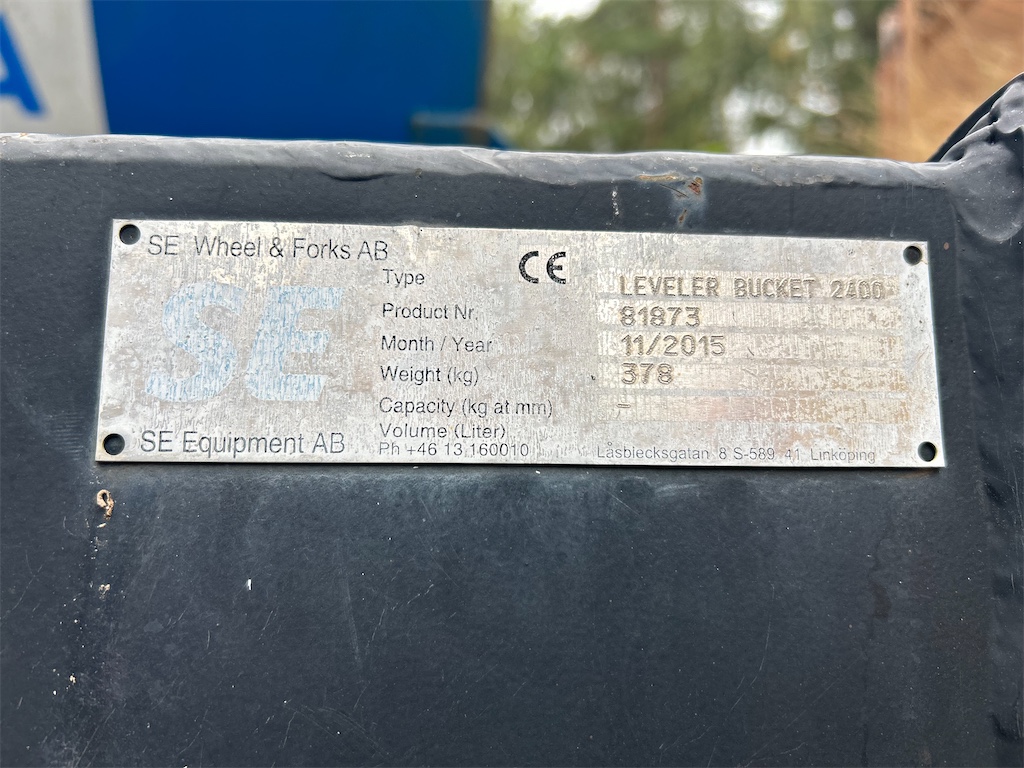 A
SE Wheel & Forks AB
CE
SE
Type LEVELER BUCKET 2400
Product Nr. 81873
Month / Year 11/2015
Weight (kg) 378
Capacity (kg at mm) -
Volume (Liter)
SE Equipment AB
Ph +46 13 160010
Låsblecksgatan 8 S-589 41 Linköping